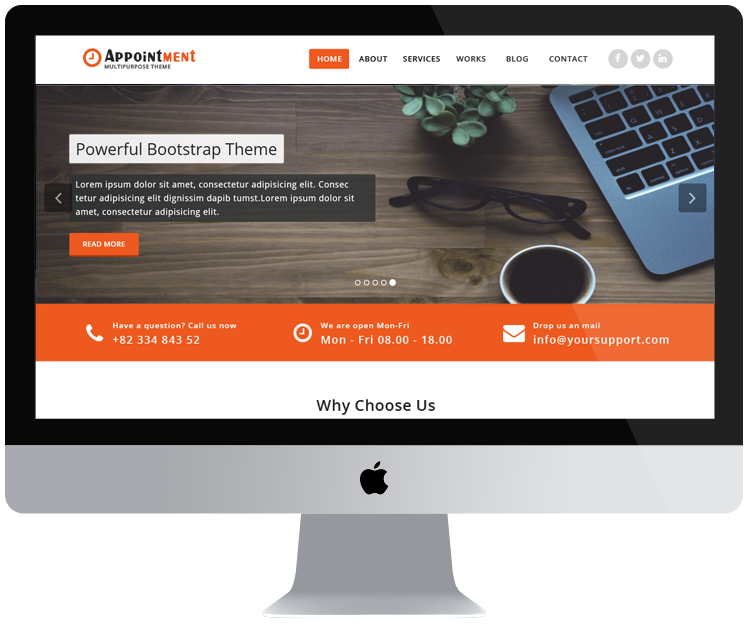 APPOINTMENT
MULTIPURPOSE THEME
HOME ABOUT SERVICES WORKS BLOG CONTACT
Powerful Bootstrap Theme
Lorem ipsum dolor sit amet, consectetur adipisicing elit. Consec
tetur adipisicing elit dignissim dapib tumst.Lorem ipsum dolor sit
amet, consectetur adipisicing elit.
READ MORE
Have a question? Call us now
+82 334 843 52
We are open Mon-Fri
Mon - Fri 08.00 - 18.00
Drop us an mail
info@yoursupport.com
Why Choose Us